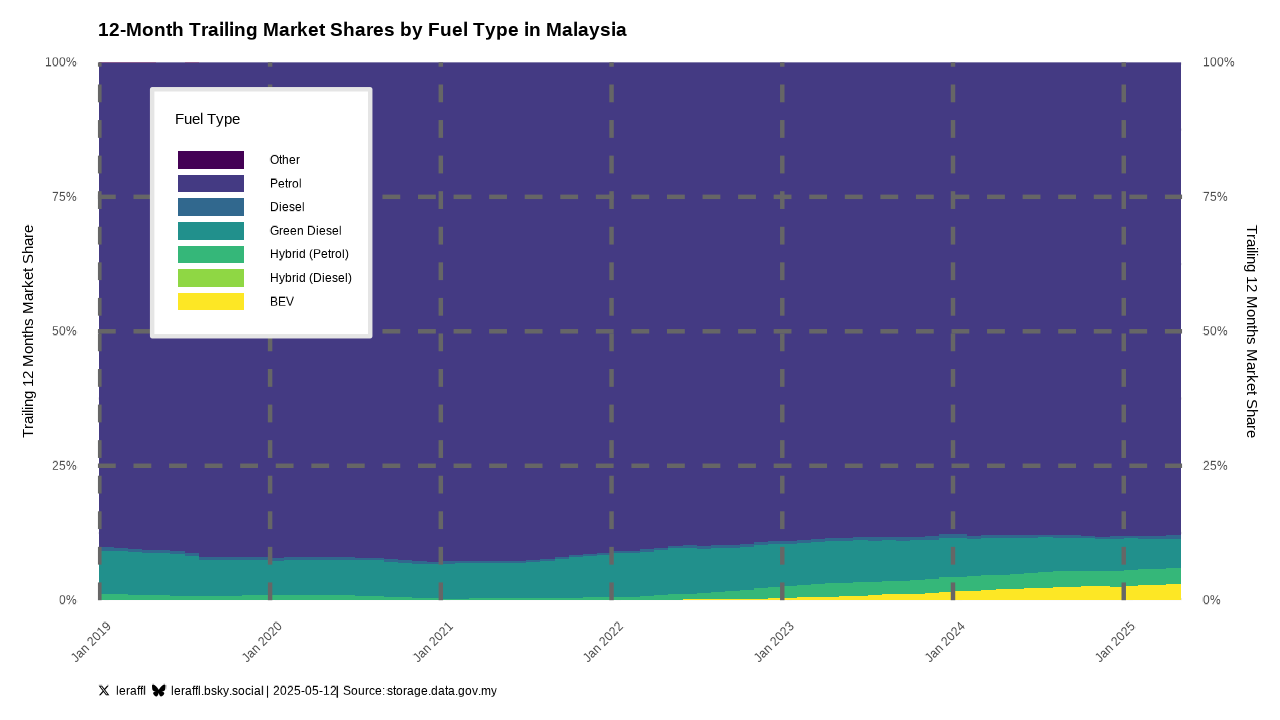 12-Month Trailing Market Shares by Fuel Type in Malaysia
100%
100%
Fuel Type
Other
Petrol
Diesel
Green Diesel
Hybrid (Petrol)
Hybrid (Diesel)
BEV
75%
75%
50%
50%
25%
25%
0%
0%
Trailing 12 Months Market Share
Trailing 12 Months Market Share
Jan 2019
Jan 2020
Jan 2021
Jan 2022
Jan 2023
Jan 2024
Jan 2025
leraffl leraffl.bsky.social | 2025-05-12 | Source: storage.data.gov.my